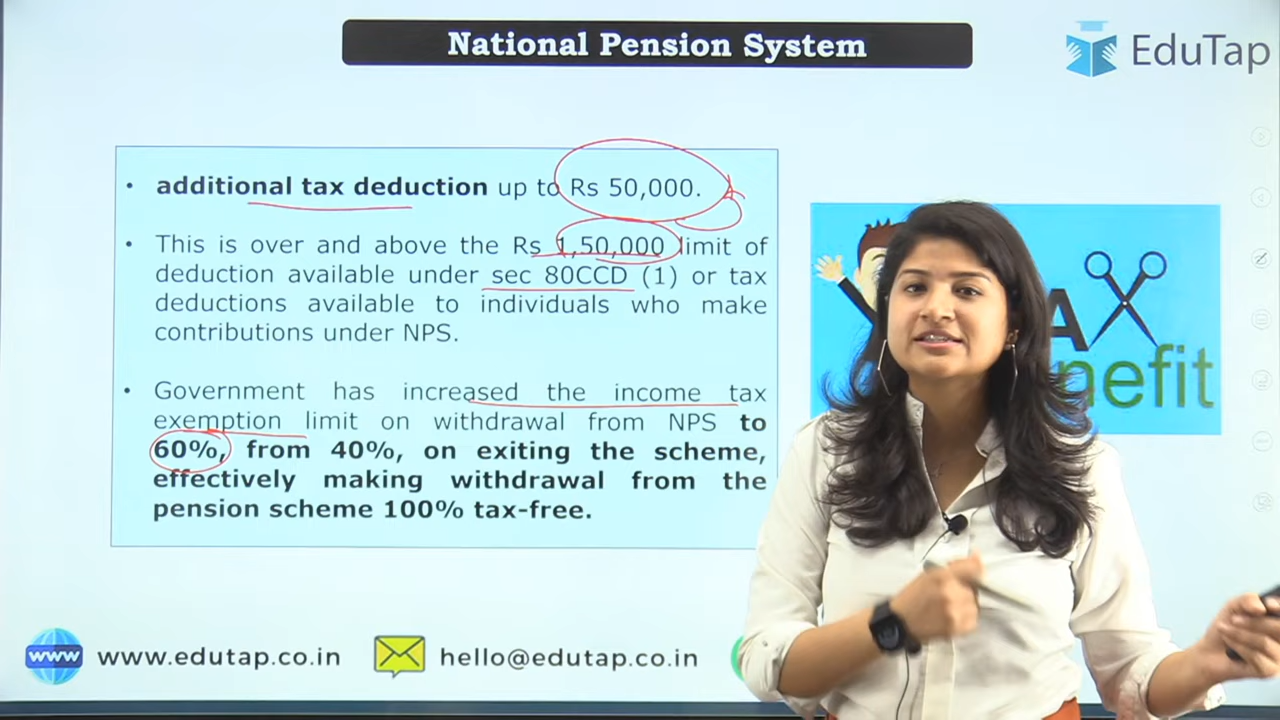 National Pension System
EduTap
• additional tax deduction up to Rs 50,000.
• This is over and above the Rs 1,50,000 limit of
deduction available under sec 80CCD (1) or tax
deductions available to individuals who make
contributions under NPS.
• Government has increased the income tax
exemption limit on withdrawal from NPS to
60%, from 40%, on exiting the scheme,
effectively making withdrawal from the
pension scheme 100% tax-free.
www
www.edutap.co.in
hello@edutap.co.in